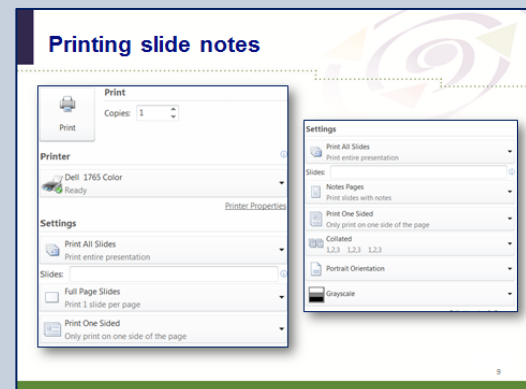 Printing slide notes
Print
Print
Copies: 1
Printer
Dell 1765 Color
Ready
Printer Properties
Settings
Print All Slides
Print entire presentation
Slides:
Full Page Slides
Print 1 slide per page
Print One Sided
Only print on one side of the page
Settings
Print All Slides
Print entire presentation
Slides:
Notes Pages
Print slides with notes
Print One Sided
Only print on one side of the page
Collated
1,2,3 1,2,3 1,2,3
Portrait Orientation
Grayscale
9